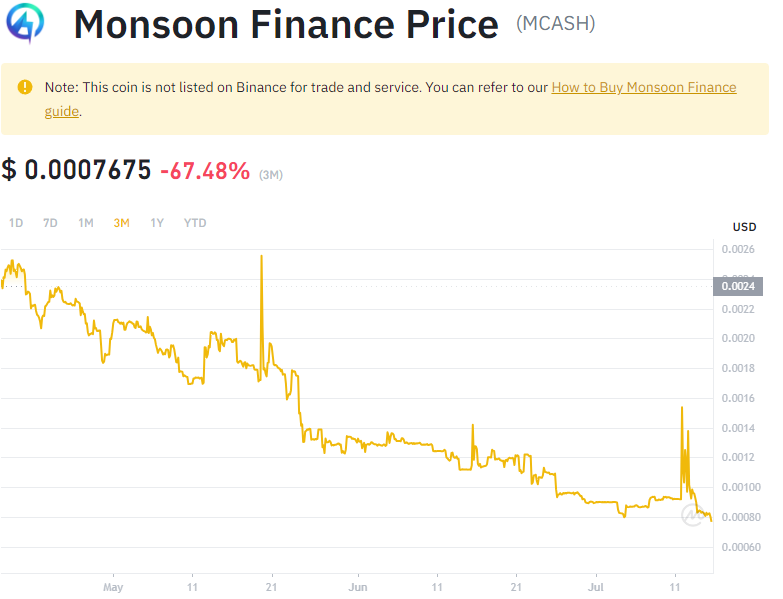 Monsoon Finance Price (MCASH)
Note: This coin is not listed on Binance for trade and service. You can refer to our How to Buy Monsoon Finance
guide.
$ 0.0007675 -67.48% (3M)
1D 7D 1M 3M 1Y YTD
USD
0.0026
0.0024
0.0022
0.0020
0.0018
0.0016
0.0014
0.0012
0.00100
0.00080
0.00060
May 11 21 Jun 11 21 Jul 11